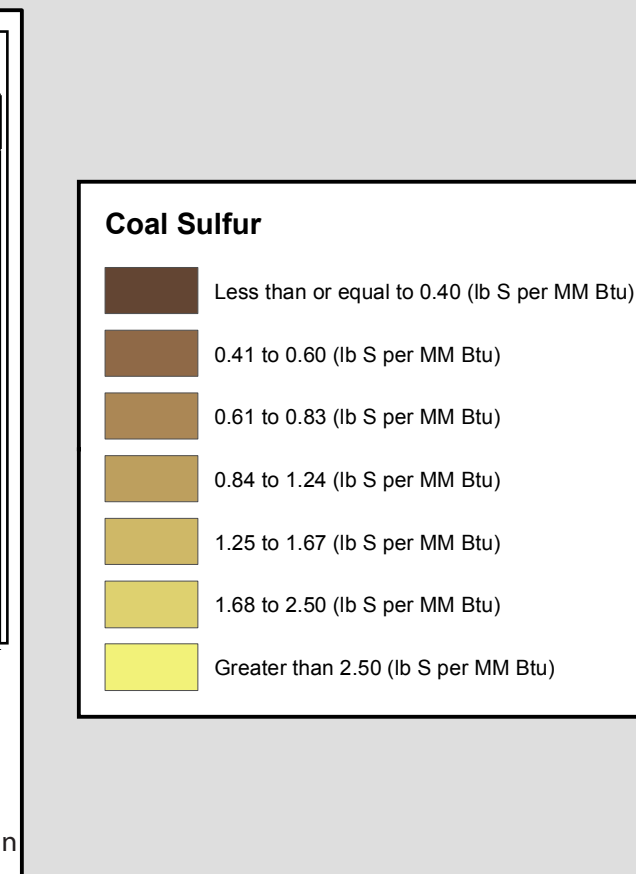 Coal Sulfur
Less than or equal to 0.40 (lb S per MM Btu)
0.41 to 0.60 (lb S per MM Btu)
0.61 to 0.83 (lb S per MM Btu)
0.84 to 1.24 (lb S per MM Btu)
1.25 to 1.67 (lb S per MM Btu)
1.68 to 2.50 (lb S per MM Btu)
Greater than 2.50 (lb S per MM Btu)
n